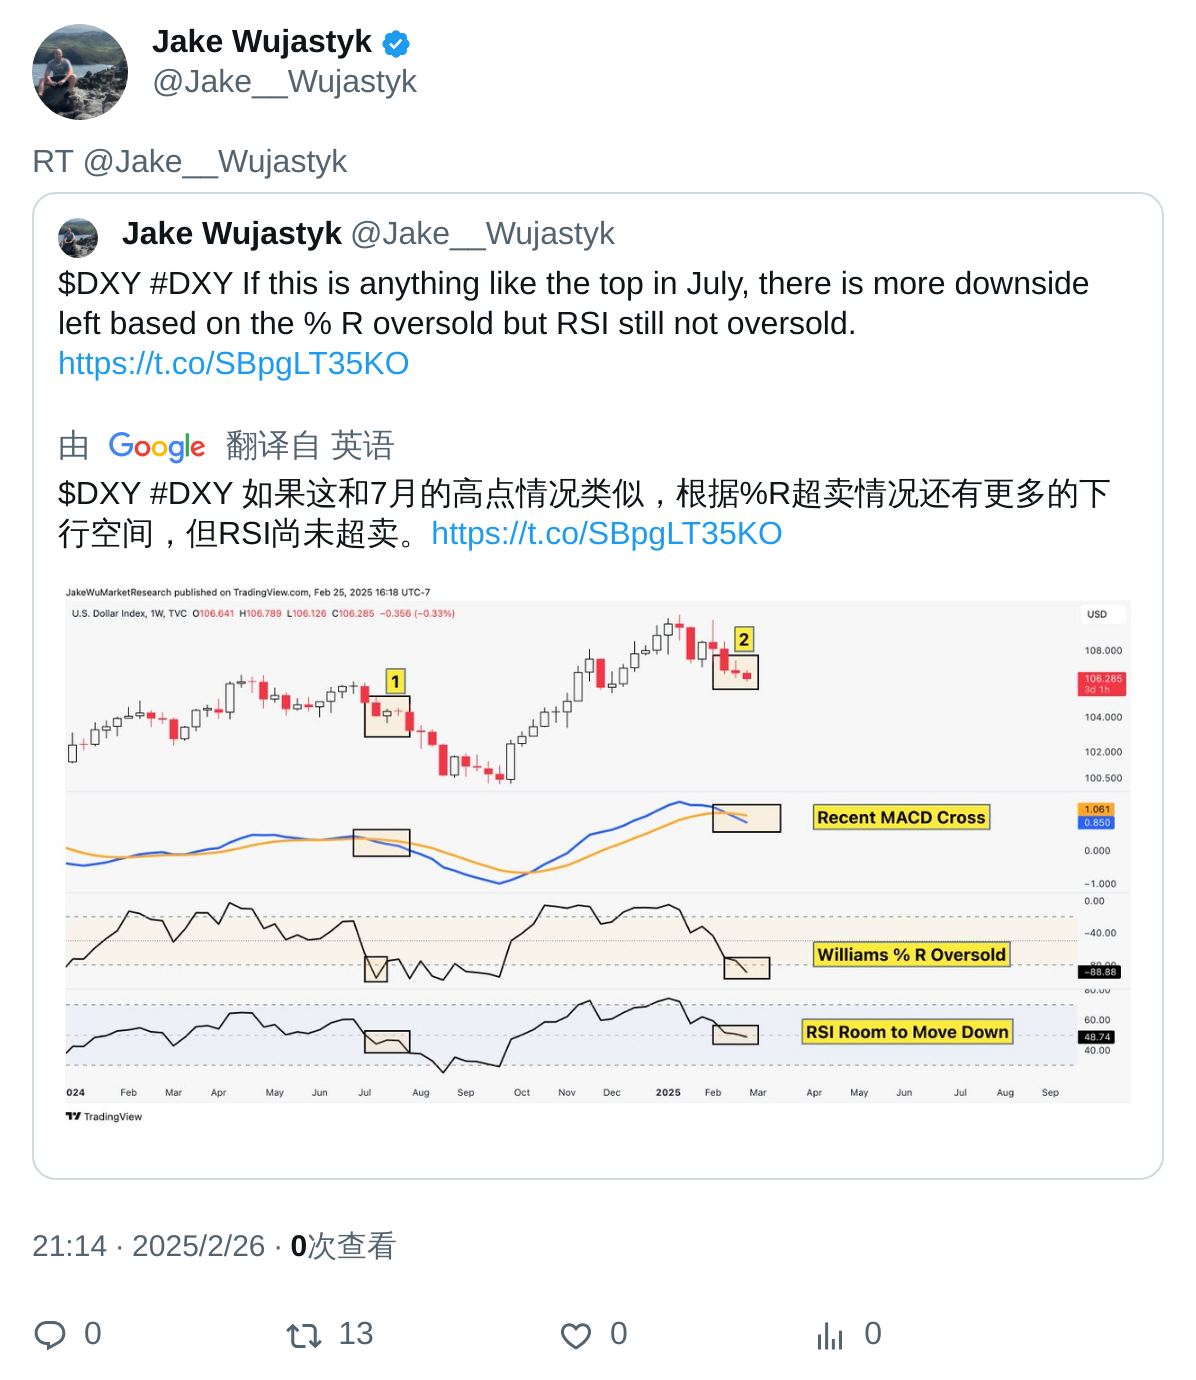 Jake Wujastyk
@Jake__Wujastyk
RT @Jake__Wujastyk
Jake Wujastyk @Jake__Wujastyk
$DXY #DXY If this is anything like the top in July, there is more downside
left based on the % R oversold but RSI still not oversold.
https://t.co/SBpgLT35KO
由 Google 翻译自 英语
$DXY #DXY 如果这和7月的高点情况类似，根据%R超卖情况还有更多的下
行空间，但RSI尚未超卖。https://t.co/SBpgLT35KO
JakeWuMarketResearch published on TradingView.com, Feb 25, 2025 16:18 UTC-7
U.S. Dollar Index, 1W, TVC O106.641 H106.789 L106.126 C106.285 −0.356 (−0.33%)
USD
2
108.000
1
106.285
3d 1h
104.000
102.000
100.500
Recent MACD Cross
1.061
0.850
0.000
−1.000
0.00
−40.00
Williams % R Oversold
−80.00
−88.88
80.00
60.00
RSI Room to Move Down
48.74
40.00
024 Feb Mar Apr May Jun Jul Aug Sep Oct Nov Dec 2025 Feb Mar Apr May Jun Jul Aug Sep
TradingView
21:14 · 2025/2/26 · 0次查看
0 13 0 0